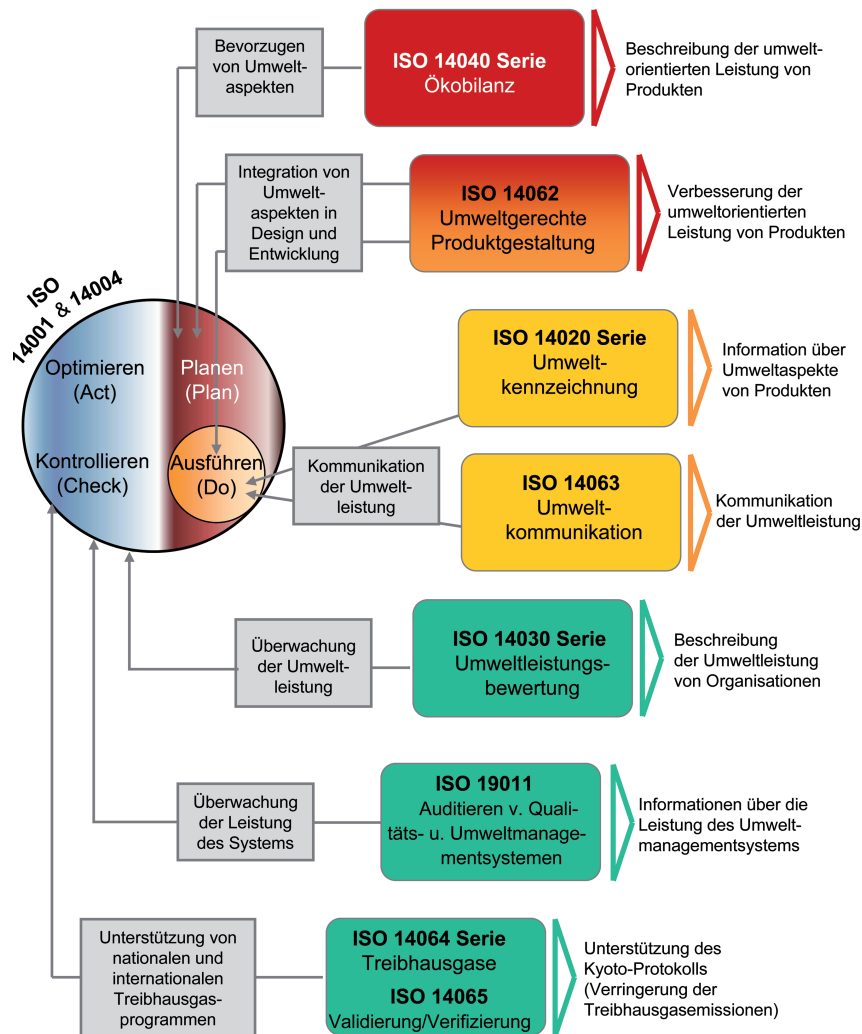 Bevorzugen
von Umwelt-
aspekten
ISO 14040 Serie
Ökobilanz
Beschreibung der umwelt-
orientierten Leistung von
Produkten
Integration von
Umwelt-
aspekten in
Design und
Entwicklung
ISO 14062
Umweltgerechte
Produktgestaltung
Verbesserung der
umweltorientierten
Leistung von Produkten
ISO
14001 & 14004
Optimieren
(Act)
Planen
(Plan)
Kontrollieren
(Check)
Ausführen
(Do)
ISO 14020 Serie
Umwelt-
kennzeichnung
Information über
Umweltaspekte
von Produkten
Kommunikation
der Umwelt-
leistung
ISO 14063
Umwelt-
kommunikation
Kommunikation
der Umweltleistung
Überwachung
der Umwelt-
leistung
ISO 14030 Serie
Umweltleistungs-
bewertung
Beschreibung
der Umweltleistung
von Organisationen
Überwachung
der Leistung
des Systems
ISO 19011
Auditieren v. Quali-
täts- u. Umweltmanage-
mentsystemen
Informationen über die
Leistung des Umwelt-
managementsystems
Unterstützung von
nationalen und
internationalen
Treibhausgas-
programmen
ISO 14064 Serie
Treibhausgase
ISO 14065
Validierung/Verifizierung
Unterstützung des
Kyoto-Protokolls
(Verringerung der
Treibhausgasemissionen)